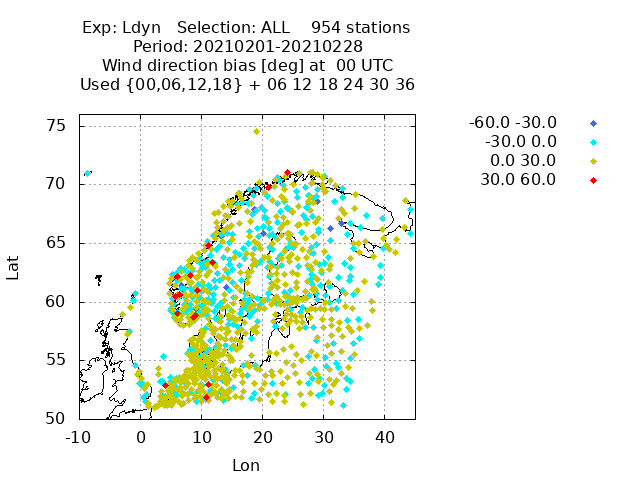 Exp: Ldyn   Selection: ALL    954 stations
Period: 20210201-20210228
Wind direction bias [deg] at  00 UTC
Used {00,06,12,18} + 06 12 18 24 30 36
-60.0 -30.0
-30.0 0.0
0.0 30.0
30.0 60.0
75
70
65
60
55
50
Lat
-10 0 10 20 30 40
Lon